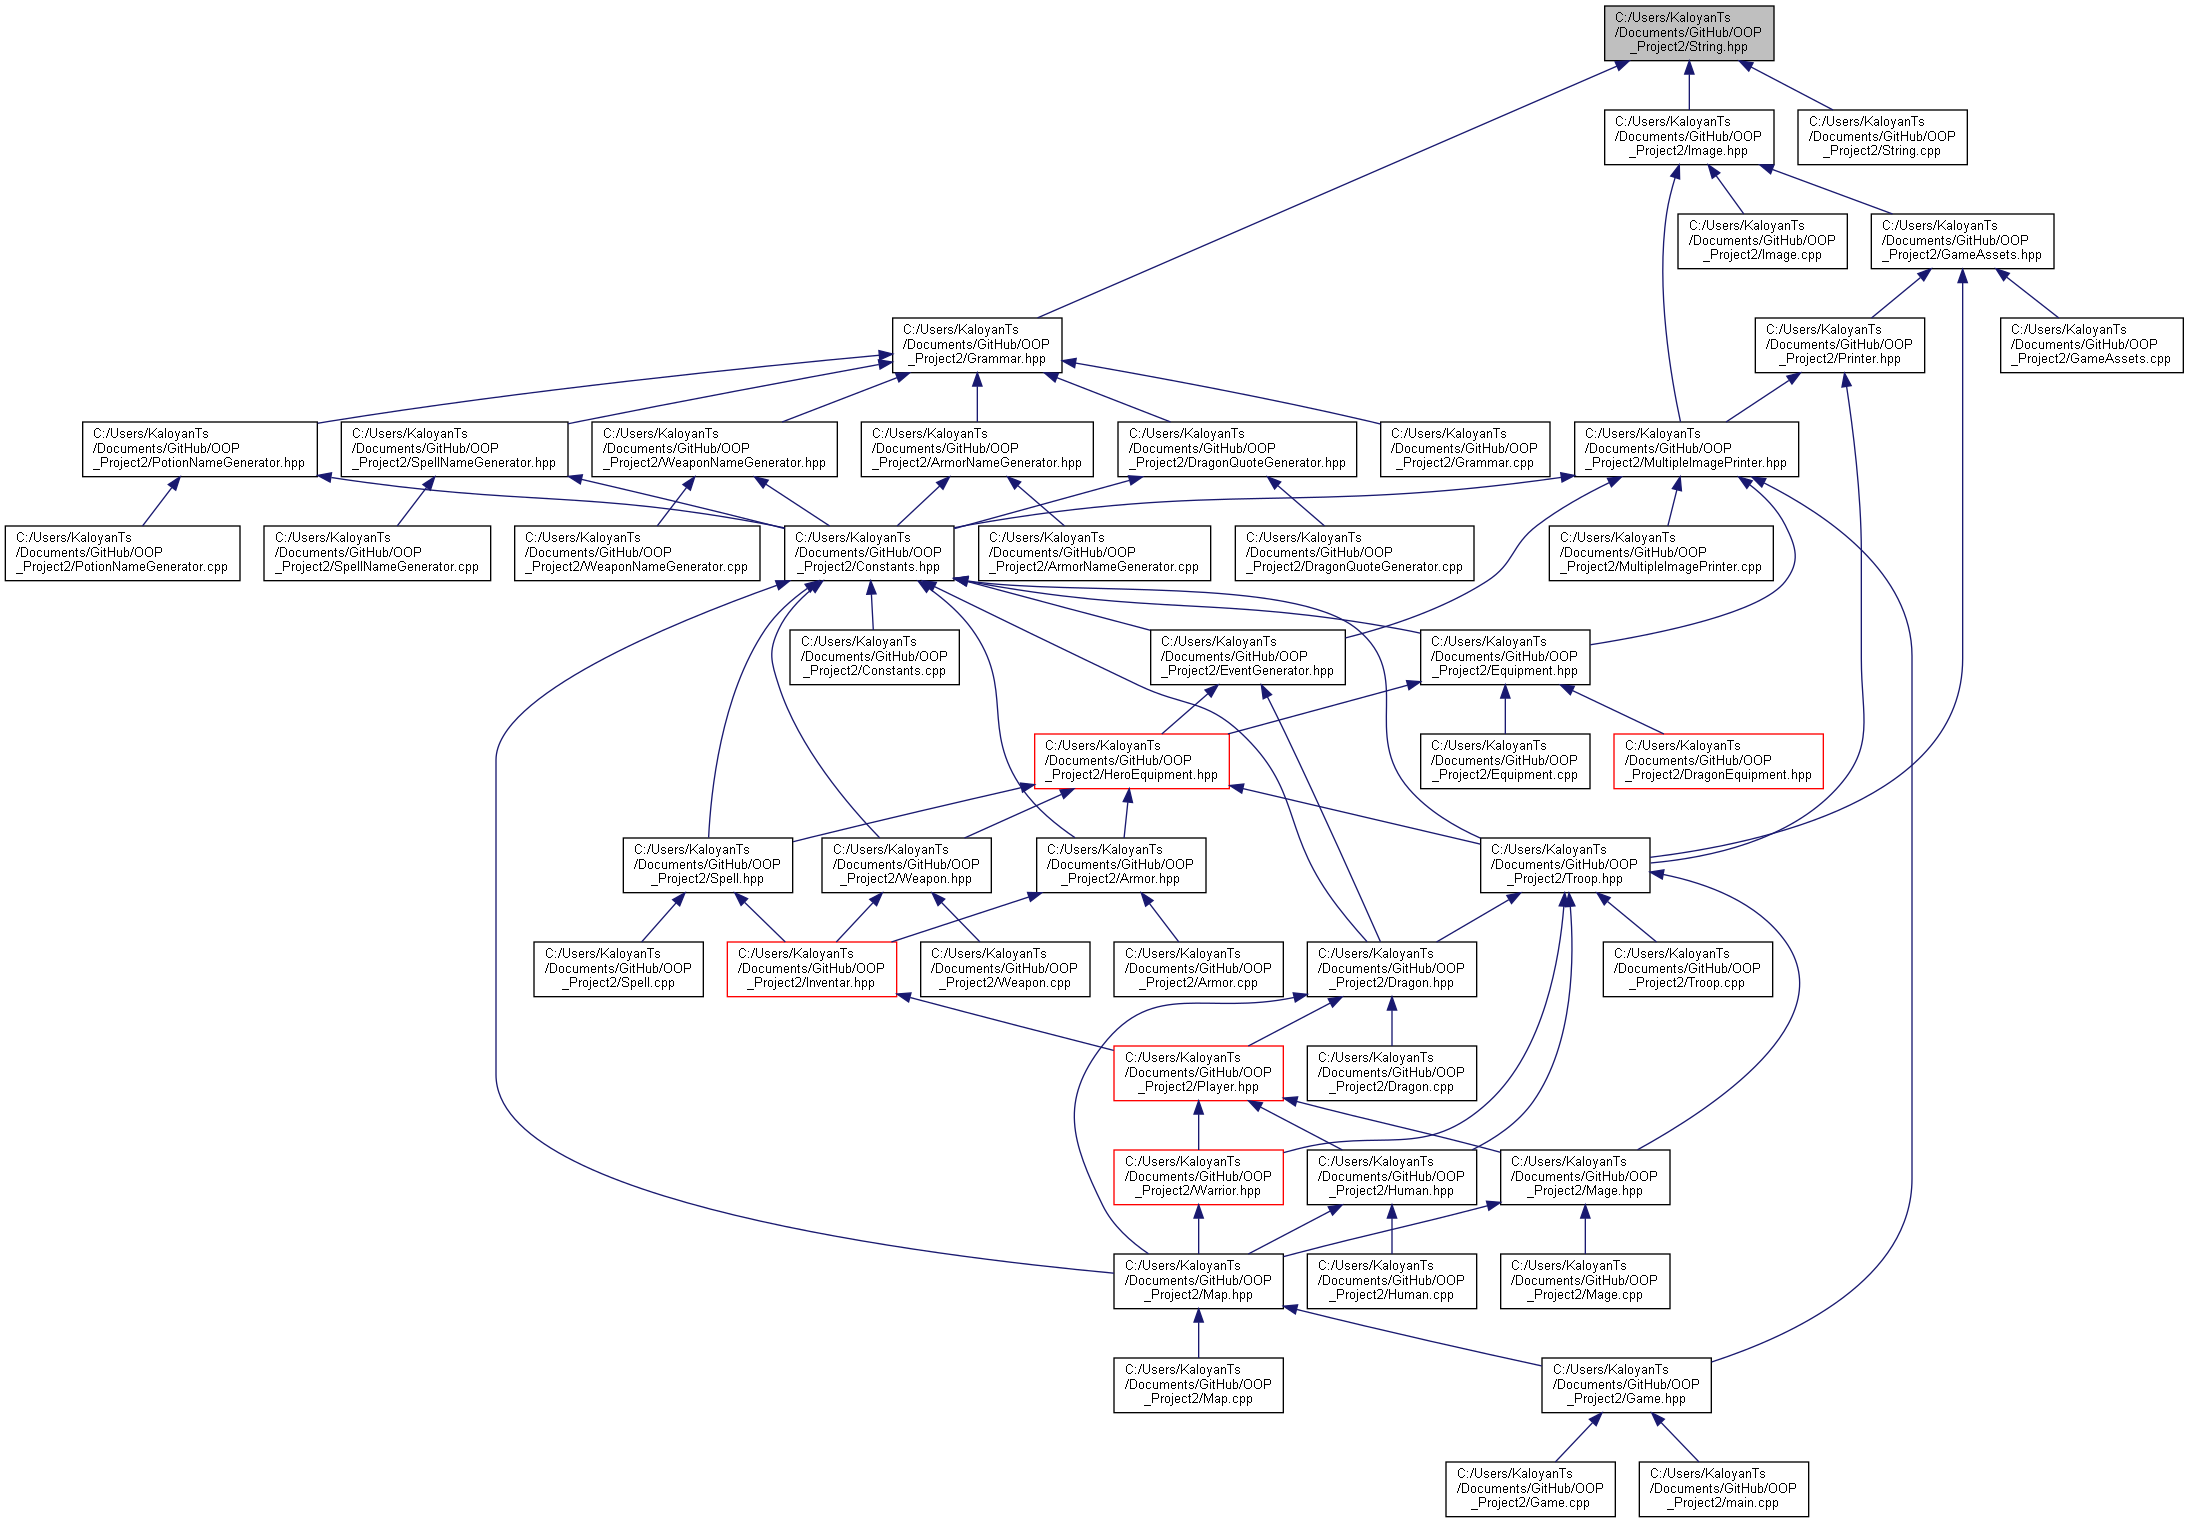 C:/Users/KaloyanTs
/Documents/GitHub/OOP
_Project2/String.hpp
C:/Users/KaloyanTs
/Documents/GitHub/OOP
_Project2/Image.hpp
C:/Users/KaloyanTs
/Documents/GitHub/OOP
_Project2/String.cpp
C:/Users/KaloyanTs
/Documents/GitHub/OOP
_Project2/Image.cpp
C:/Users/KaloyanTs
/Documents/GitHub/OOP
_Project2/GameAssets.hpp
C:/Users/KaloyanTs
/Documents/GitHub/OOP
_Project2/Grammar.hpp
C:/Users/KaloyanTs
/Documents/GitHub/OOP
_Project2/Printer.hpp
C:/Users/KaloyanTs
/Documents/GitHub/OOP
_Project2/GameAssets.cpp
C:/Users/KaloyanTs
/Documents/GitHub/OOP
_Project2/PotionNameGenerator.hpp
C:/Users/KaloyanTs
/Documents/GitHub/OOP
_Project2/SpellNameGenerator.hpp
C:/Users/KaloyanTs
/Documents/GitHub/OOP
_Project2/WeaponNameGenerator.hpp
C:/Users/KaloyanTs
/Documents/GitHub/OOP
_Project2/ArmorNameGenerator.hpp
C:/Users/KaloyanTs
/Documents/GitHub/OOP
_Project2/DragonQuoteGenerator.hpp
C:/Users/KaloyanTs
/Documents/GitHub/OOP
_Project2/Grammar.cpp
C:/Users/KaloyanTs
/Documents/GitHub/OOP
_Project2/MultipleImagePrinter.hpp
C:/Users/KaloyanTs
/Documents/GitHub/OOP
_Project2/PotionNameGenerator.cpp
C:/Users/KaloyanTs
/Documents/GitHub/OOP
_Project2/SpellNameGenerator.cpp
C:/Users/KaloyanTs
/Documents/GitHub/OOP
_Project2/WeaponNameGenerator.cpp
C:/Users/KaloyanTs
/Documents/GitHub/OOP
_Project2/Constants.hpp
C:/Users/KaloyanTs
/Documents/GitHub/OOP
_Project2/ArmorNameGenerator.cpp
C:/Users/KaloyanTs
/Documents/GitHub/OOP
_Project2/DragonQuoteGenerator.cpp
C:/Users/KaloyanTs
/Documents/GitHub/OOP
_Project2/MultipleImagePrinter.cpp
C:/Users/KaloyanTs
/Documents/GitHub/OOP
_Project2/Constants.cpp
C:/Users/KaloyanTs
/Documents/GitHub/OOP
_Project2/EventGenerator.hpp
C:/Users/KaloyanTs
/Documents/GitHub/OOP
_Project2/Equipment.hpp
C:/Users/KaloyanTs
/Documents/GitHub/OOP
_Project2/HeroEquipment.hpp
C:/Users/KaloyanTs
/Documents/GitHub/OOP
_Project2/Equipment.cpp
C:/Users/KaloyanTs
/Documents/GitHub/OOP
_Project2/DragonEquipment.hpp
C:/Users/KaloyanTs
/Documents/GitHub/OOP
_Project2/Spell.hpp
C:/Users/KaloyanTs
/Documents/GitHub/OOP
_Project2/Weapon.hpp
C:/Users/KaloyanTs
/Documents/GitHub/OOP
_Project2/Armor.hpp
C:/Users/KaloyanTs
/Documents/GitHub/OOP
_Project2/Troop.hpp
C:/Users/KaloyanTs
/Documents/GitHub/OOP
_Project2/Spell.cpp
C:/Users/KaloyanTs
/Documents/GitHub/OOP
_Project2/Inventar.hpp
C:/Users/KaloyanTs
/Documents/GitHub/OOP
_Project2/Weapon.cpp
C:/Users/KaloyanTs
/Documents/GitHub/OOP
_Project2/Armor.cpp
C:/Users/KaloyanTs
/Documents/GitHub/OOP
_Project2/Dragon.hpp
C:/Users/KaloyanTs
/Documents/GitHub/OOP
_Project2/Troop.cpp
C:/Users/KaloyanTs
/Documents/GitHub/OOP
_Project2/Player.hpp
C:/Users/KaloyanTs
/Documents/GitHub/OOP
_Project2/Dragon.cpp
C:/Users/KaloyanTs
/Documents/GitHub/OOP
_Project2/Warrior.hpp
C:/Users/KaloyanTs
/Documents/GitHub/OOP
_Project2/Human.hpp
C:/Users/KaloyanTs
/Documents/GitHub/OOP
_Project2/Mage.hpp
C:/Users/KaloyanTs
/Documents/GitHub/OOP
_Project2/Map.hpp
C:/Users/KaloyanTs
/Documents/GitHub/OOP
_Project2/Human.cpp
C:/Users/KaloyanTs
/Documents/GitHub/OOP
_Project2/Mage.cpp
C:/Users/KaloyanTs
/Documents/GitHub/OOP
_Project2/Map.cpp
C:/Users/KaloyanTs
/Documents/GitHub/OOP
_Project2/Game.hpp
C:/Users/KaloyanTs
/Documents/GitHub/OOP
_Project2/Game.cpp
C:/Users/KaloyanTs
/Documents/GitHub/OOP
_Project2/main.cpp